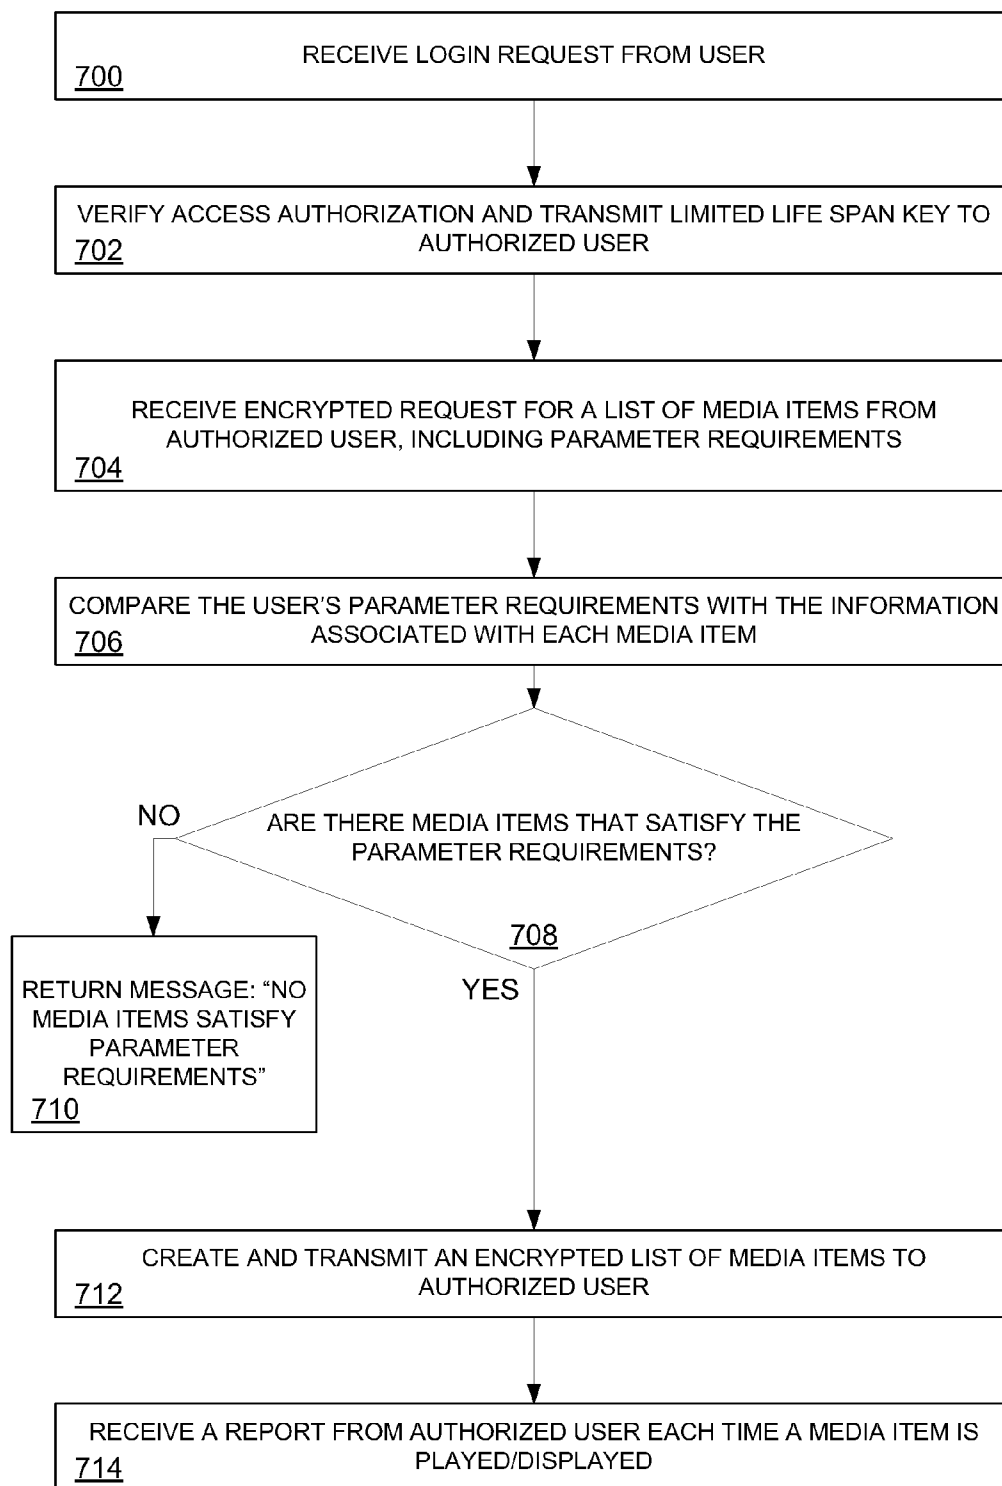 RECEIVE LOGIN REQUEST FROM USER
700
VERIFY ACCESS AUTHORIZATION AND TRANSMIT LIMITED LIFE SPAN KEY TO
AUTHORIZED USER
702
RECEIVE ENCRYPTED REQUEST FOR A LIST OF MEDIA ITEMS FROM
AUTHORIZED USER, INCLUDING PARAMETER REQUIREMENTS
704
COMPARE THE USER'S PARAMETER REQUIREMENTS WITH THE INFORMATION
ASSOCIATED WITH EACH MEDIA ITEM
706
ARE THERE MEDIA ITEMS THAT SATISFY THE
PARAMETER REQUIREMENTS?
708
NO
YES
RETURN MESSAGE: “NO
MEDIA ITEMS SATISFY
PARAMETER
REQUIREMENTS”
710
CREATE AND TRANSMIT AN ENCRYPTED LIST OF MEDIA ITEMS TO
AUTHORIZED USER
712
RECEIVE A REPORT FROM AUTHORIZED USER EACH TIME A MEDIA ITEM IS
PLAYED/DISPLAYED
714